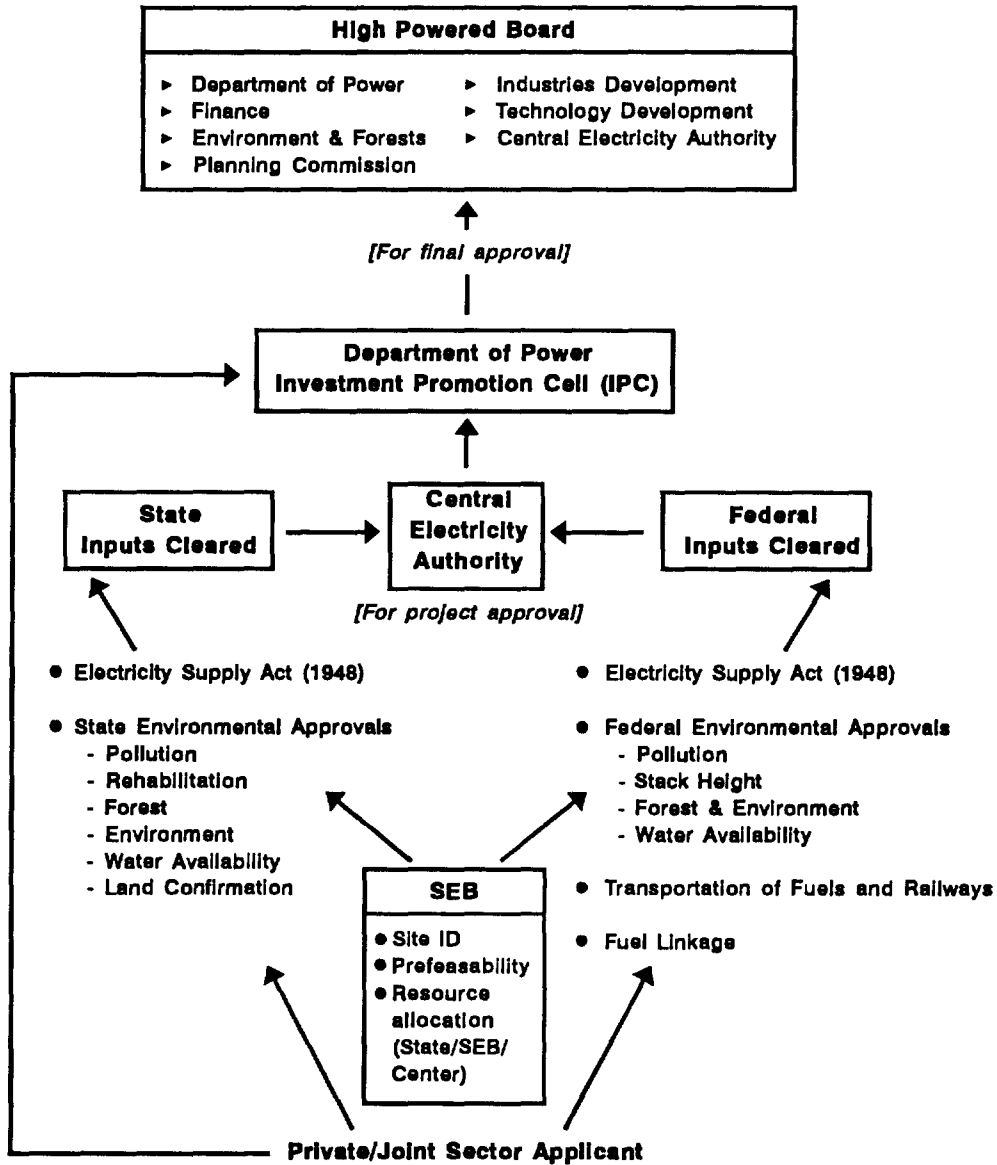 High Powered Board
► Department of Power
► Finance
► Environment & Forests
► Planning Commission
► Industries Development
► Technology Development
► Central Electricity Authority
[For final approval]
Department of Power
Investment Promotion Cell (IPC)
State
Inputs Cleared
Central
Electricity
Authority
Federal
Inputs Cleared
[For project approval]
● Electricity Supply Act (1948)
● State Environmental Approvals
- Pollution
- Rehabilitation
- Forest
- Environment
- Water Availability
- Land Confirmation
● Electricity Supply Act (1948)
● Federal Environmental Approvals
- Pollution
- Stack Height
- Forest & Environment
- Water Availability
● Transportation of Fuels and Railways
● Fuel Linkage
SEB
● Site ID
● Prefeasability
● Resource
allocation
(State/SEB/
Center)
Private/Joint Sector Applicant